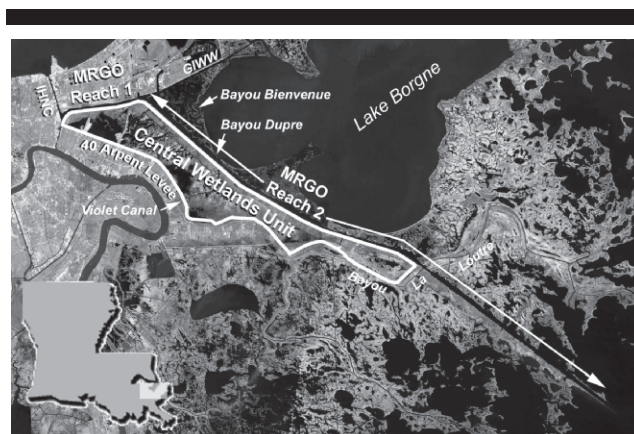 MRGO
Reach 1
GIWW
IHNC
Bayou Bienvenue
Bayou Dupre
Lake Borgne
40 Arpent Levee
Central Wetlands Unit
MRGO
Reach 2
Violet Canal
Bayou
La
Loutre